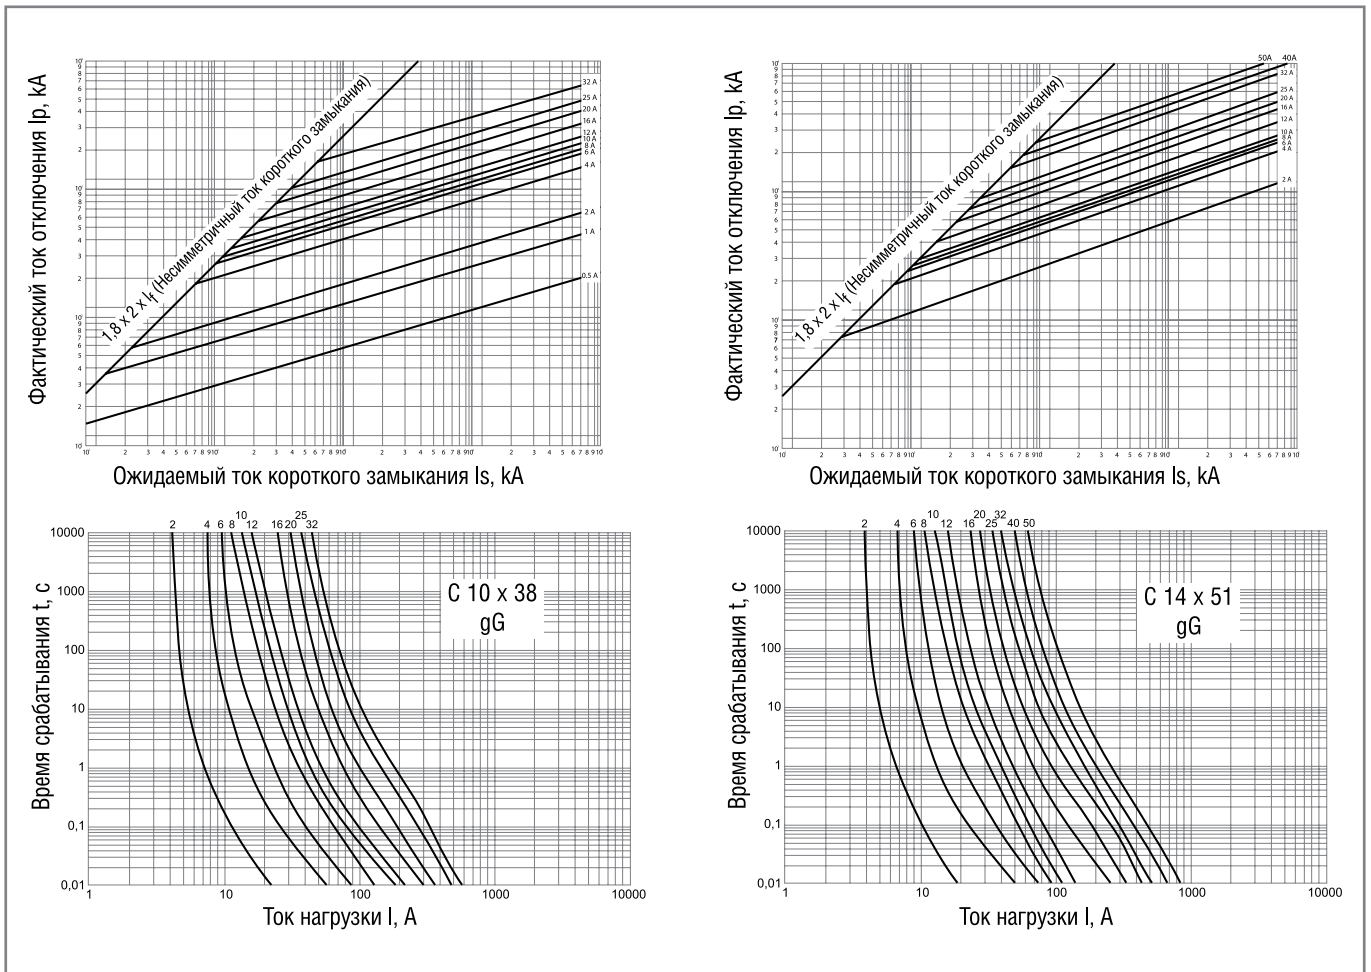 Фактический ток отключения Ip, kA
1,8 x 2 x If (Несимметричный ток короткого замыкания)
32 A
25 A
20 A
16 A
12 A
10 A
8 A
6 A
4 A
2 A
1 A
0.5 A
Ожидаемый ток короткого замыкания Is, kA
Фактический ток отключения Ip, kA
1,8 x 2 x If (Несимметричный ток короткого замыкания)
50A 40A
32 A
25 A
20 A
16 A
12 A
10 A
8 A
6 A
4 A
2 A
Ожидаемый ток короткого замыкания Is, kA
Время срабатывания t, c
2 4 6 8 10 12 16 20 25 32
10000
1000
100
10
1
0,1
0,01
C 10 x 38
gG
1 10 100 1000 10000
Ток нагрузки I, A
Время срабатывания t, c
2 4 6 8 10 12 16 20 25 32 40 50
10000
1000
100
10
1
0,1
0,01
C 14 x 51
gG
1 10 100 1000 10000
Ток нагрузки I, A